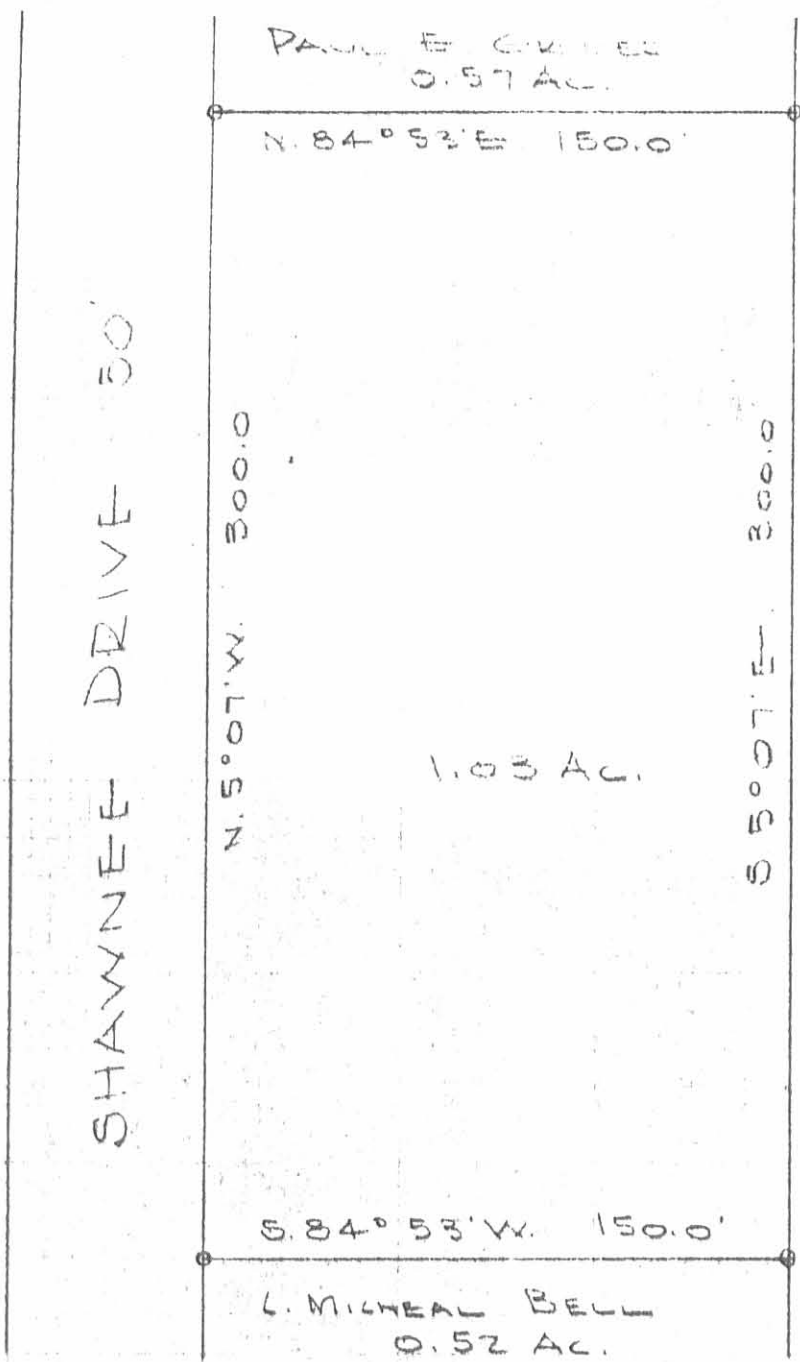 PAUL E
0.57 AC.
N. 84° 53' E 150.0'
SHAWNEE DRIVE 50'
N. 5° 07' W. 300.0
S 5° 07' E. 300.0
1.03 AC.
S. 84° 53' W. 150.0'
L. MICHEAL BELL
0.52 AC.